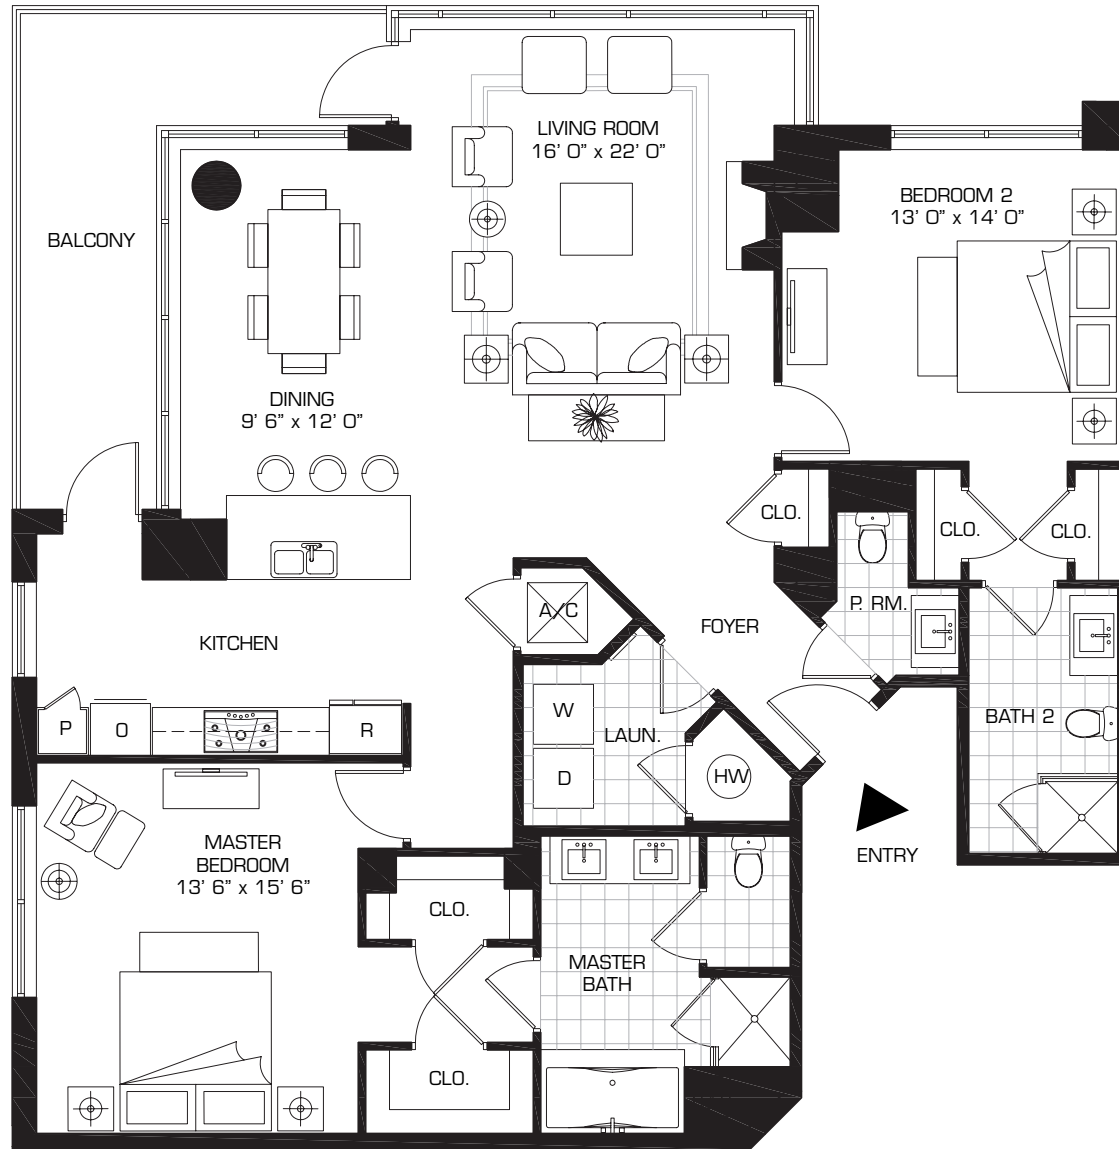 LIVING ROOM
16' 0" x 22' 0"
BEDROOM 2
13' 0" x 14' 0"
BALCONY
DINING
9' 6" x 12' 0"
CLO.
CLO.
CLO.
A/C
P. RM.
FOYER
KITCHEN
W
LAUN.
BATH 2
P
O
R
D
HW
MASTER
BEDROOM
13' 6" x 15' 6"
ENTRY
CLO.
MASTER
BATH
CLO.